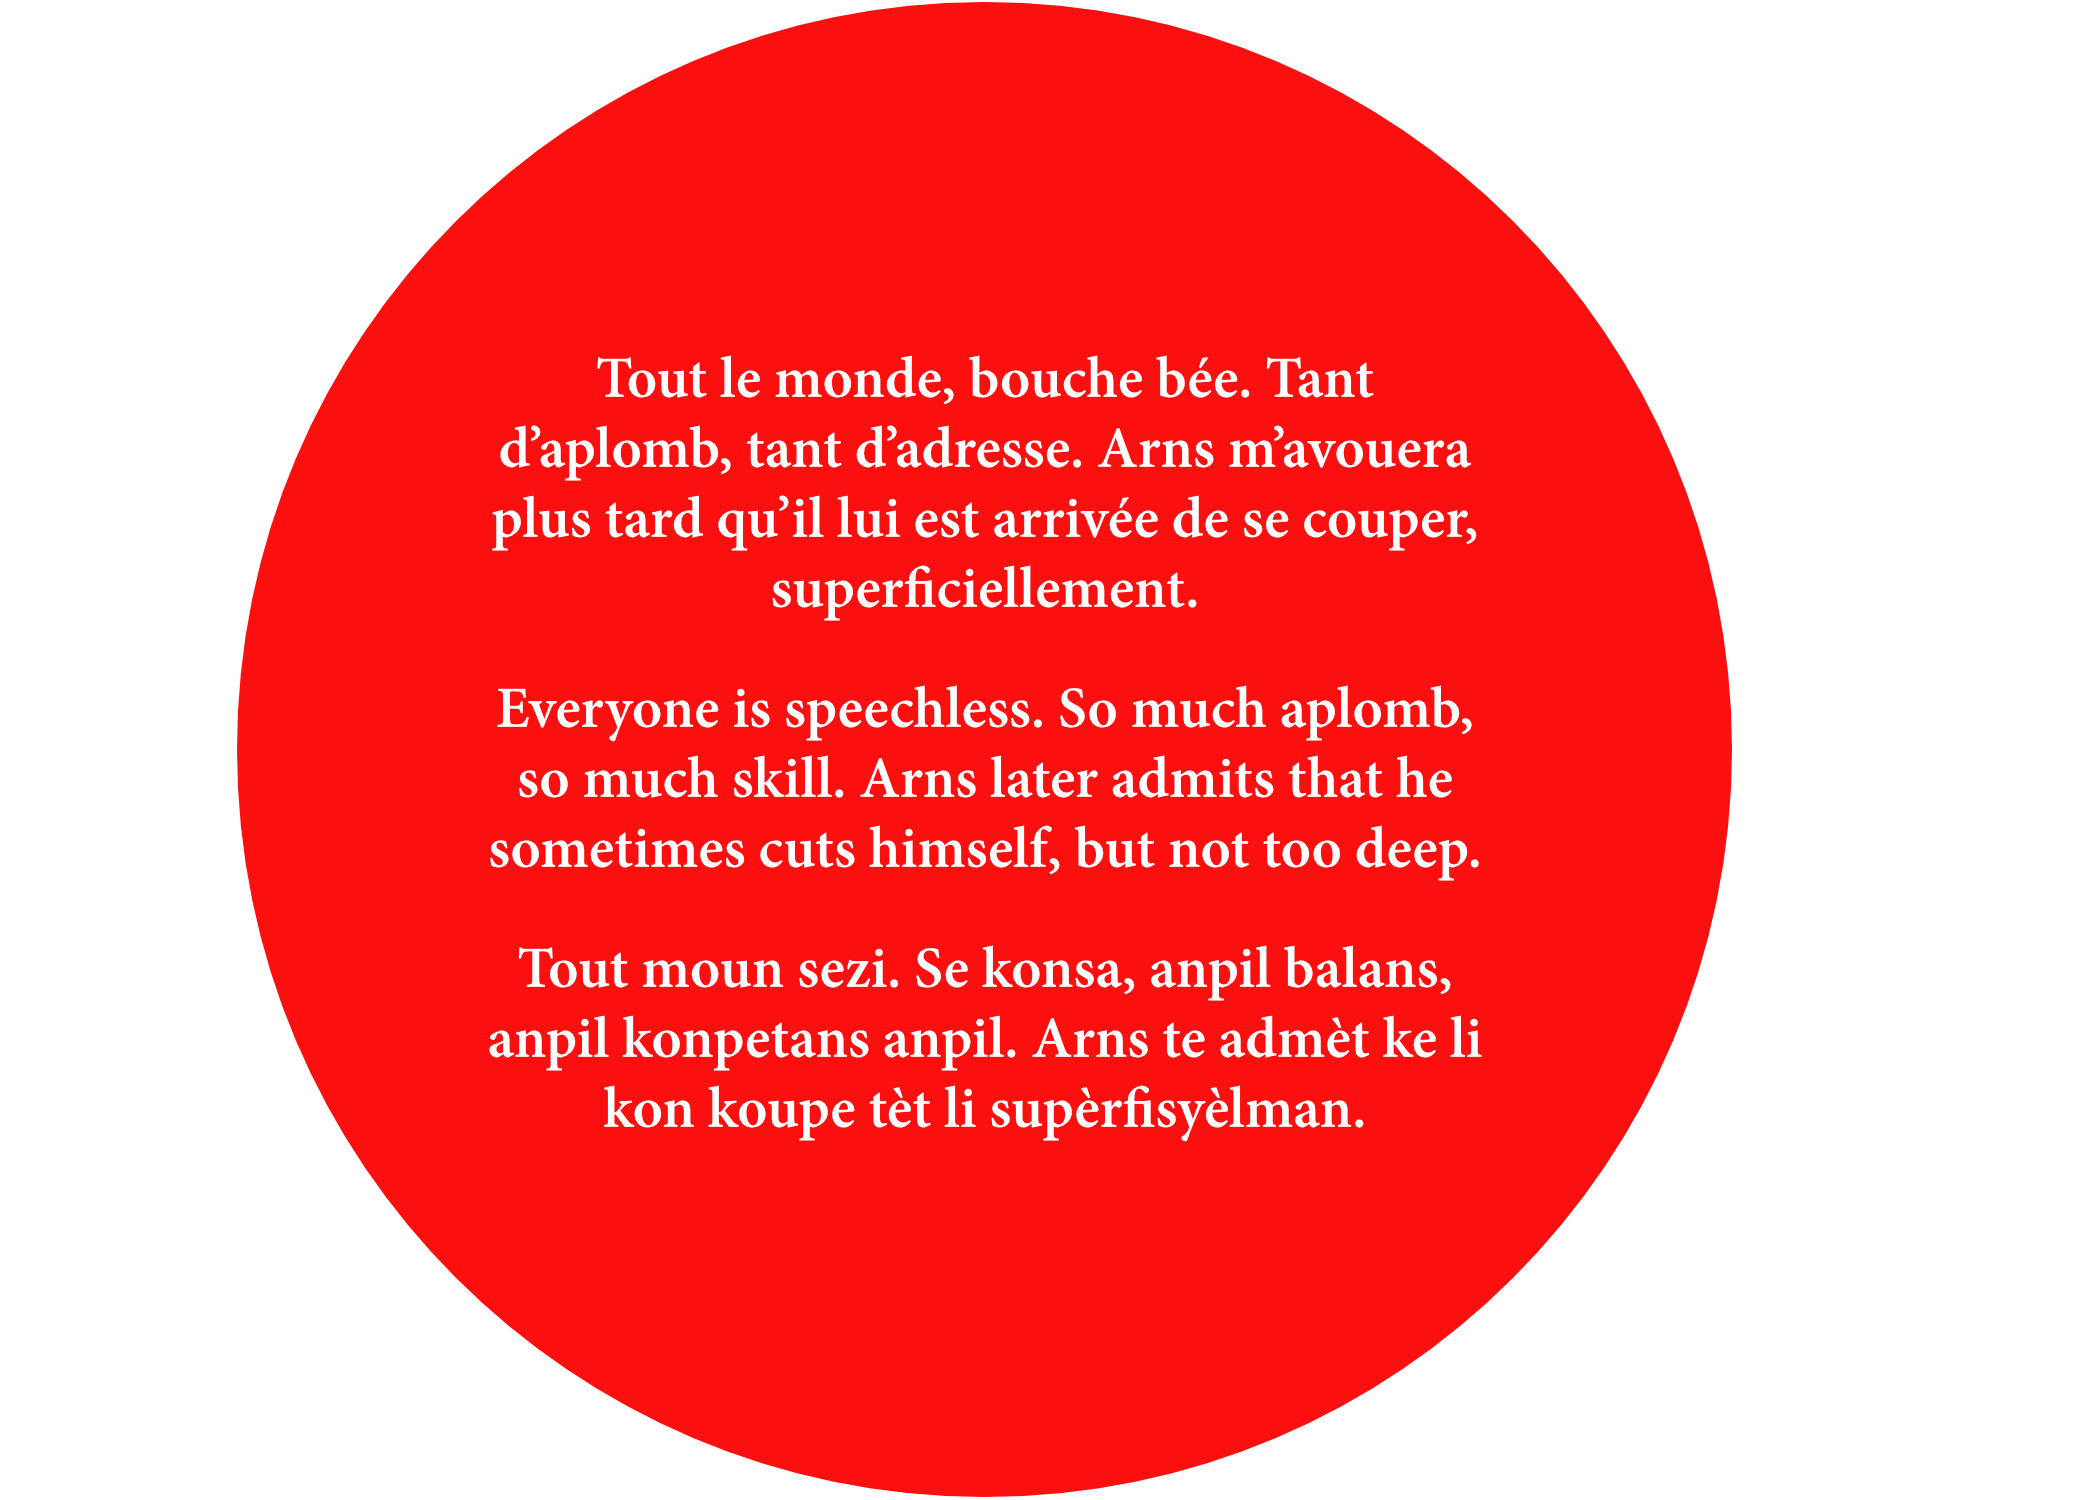 Tout le monde, bouche bée. Tant
d’aplomb, tant d’adresse. Arns m’avouera
plus tard qu’il lui est arrivée de se couper,
superficiellement.
Everyone is speechless. So much aplomb,
so much skill. Arns later admits that he
sometimes cuts himself, but not too deep.
Tout moun sezi. Se konsa, anpil balans,
anpil konpetans anpil. Arns te admèt ke li
kon koupe tèt li supèrfisyèlman.